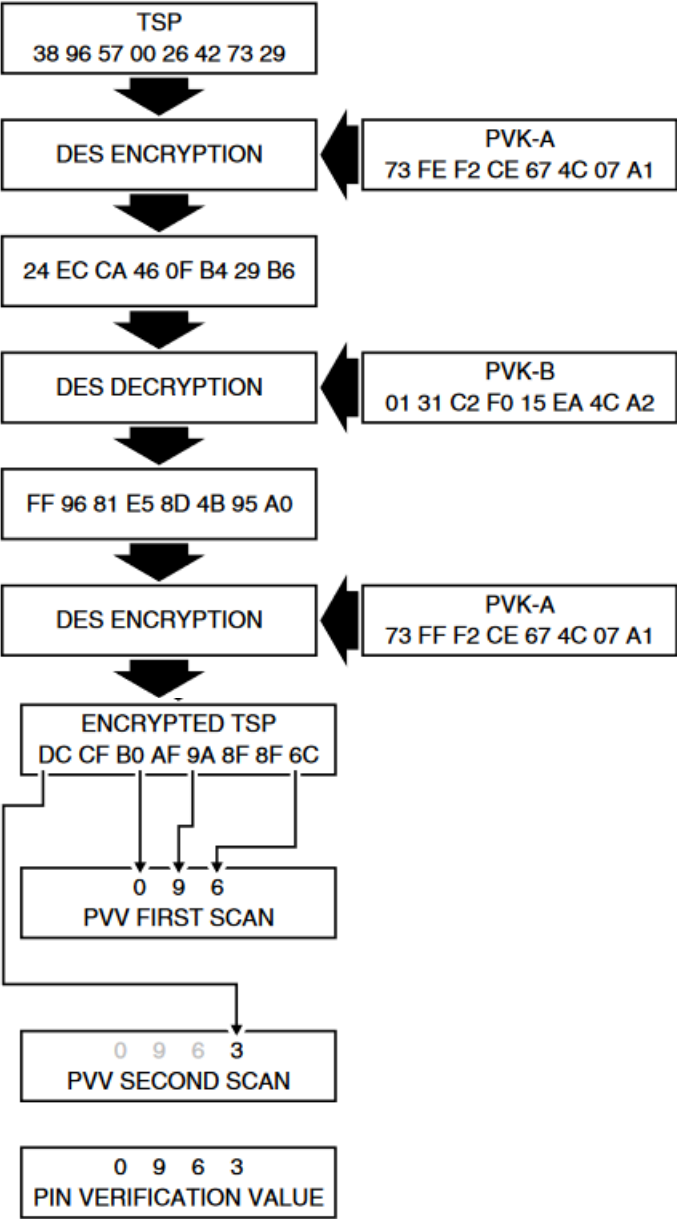 TSP
38 96 57 00 26 42 73 29
DES ENCRYPTION
PVK-A
73 FE F2 CE 67 4C 07 A1
24 EC CA 46 0F B4 29 B6
DES DECRYPTION
PVK-B
01 31 C2 F0 15 EA 4C A2
FF 96 81 E5 8D 4B 95 A0
DES ENCRYPTION
PVK-A
73 FF F2 CE 67 4C 07 A1
ENCRYPTED TSP
DC CF B0 AF 9A 8F 8F 6C
0 9 6
PVV FIRST SCAN
0 9 6 3
PVV SECOND SCAN
0 9 6 3
PIN VERIFICATION VALUE